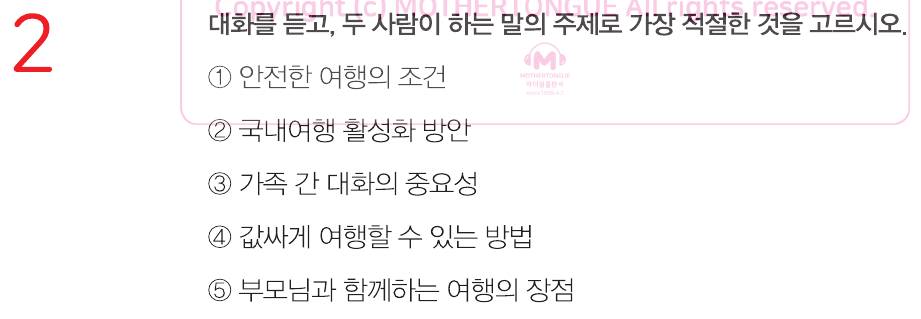 Copyright (c) MOTHERTONGUE All rights reserved
2
대화를 듣고, 두 사람이 하는 말의 주제로 가장 적절한 것을 고르시오.
① 안전한 여행의 조건
MOTHERTONGUE
② 국내여행 활성화 방안
③ 가족 간 대화의 중요성
④ 값싸게 여행할 수 있는 방법
⑤ 부모님과 함께하는 여행의 장점